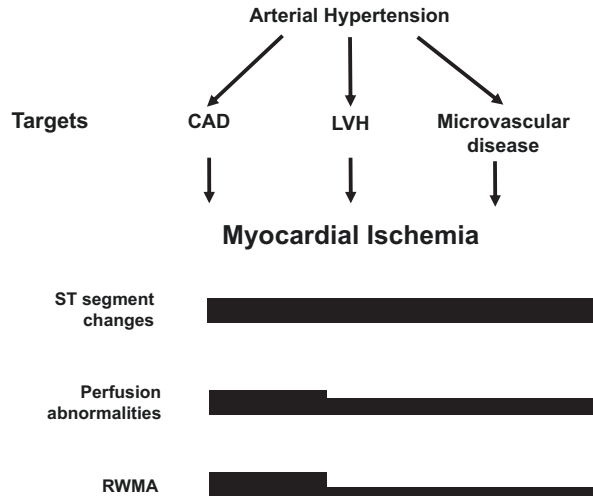 Arterial Hypertension
Targets
CAD
LVH
Microvascular
disease
Myocardial Ischemia
ST segment
changes
Perfusion
abnormalities
RWMA